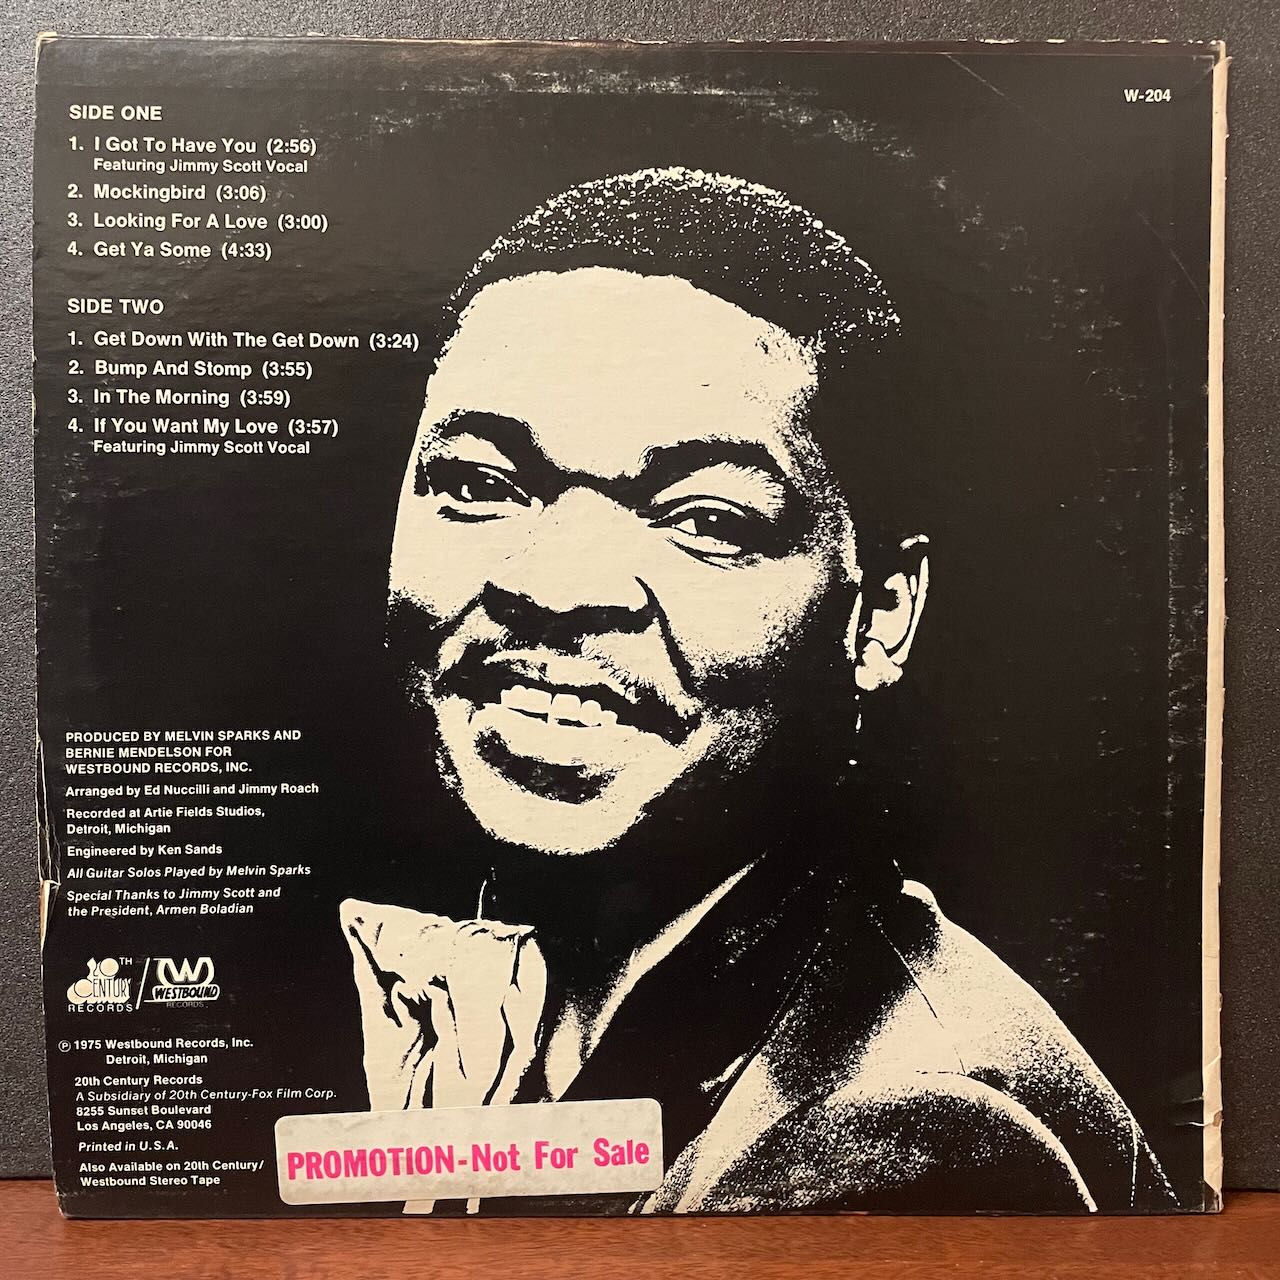 W-204
SIDE ONE
1. I Got To Have You (2:56)
Featuring Jimmy Scott Vocal
2. Mockingbird (3:06)
3. Looking For A Love (3:00)
4. Get Ya Some (4:33)
SIDE TWO
1. Get Down With The Get Down (3:24)
2. Bump And Stomp (3:55)
3. In The Morning (3:59)
4. If You Want My Love (3:57)
Featuring Jimmy Scott Vocal
PRODUCED BY MELVIN SPARKS AND
BERNIE MENDELSON FOR
WESTBOUND RECORDS, INC.
Arranged by Ed Nuccilli and Jimmy Roach
Recorded at Artie Fields Studios,
Detroit, Michigan
Engineered by Ken Sands
All Guitar Solos Played by Melvin Sparks
Special Thanks to Jimmy Scott and
the President, Armen Boladian
20TH CENTURY RECORDS / W WESTBOUND RECORDS
℗ 1975 Westbound Records, Inc.
Detroit, Michigan
20th Century Records
A Subsidiary of 20th Century-Fox Film Corp.
8255 Sunset Boulevard
Los Angeles, CA 90046
Printed in U.S.A.
Also Available on 20th Century/
Westbound Stereo Tape
PROMOTION-Not For Sale